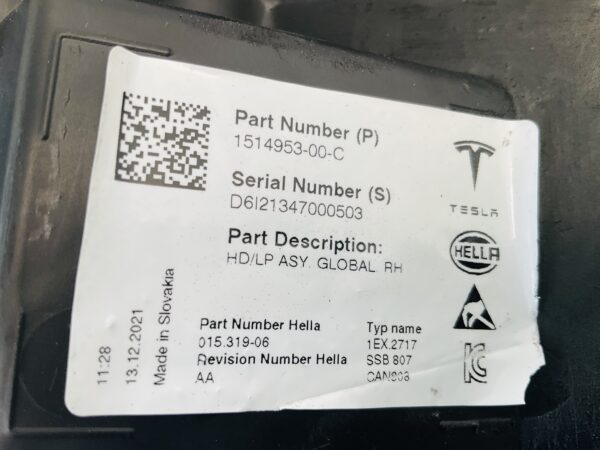 Part Number (P)
1514953-00-C
Serial Number (S)
D6I21347000503
Part Description:
HD/LP ASY GLOBAL RH
TESLA
HELLA
11:28
13.12.2021
Made in Slovakia
Part Number Hella
015.319-06
Revision Number Hella
AA
Typ name
1EX.2717
SSB 807